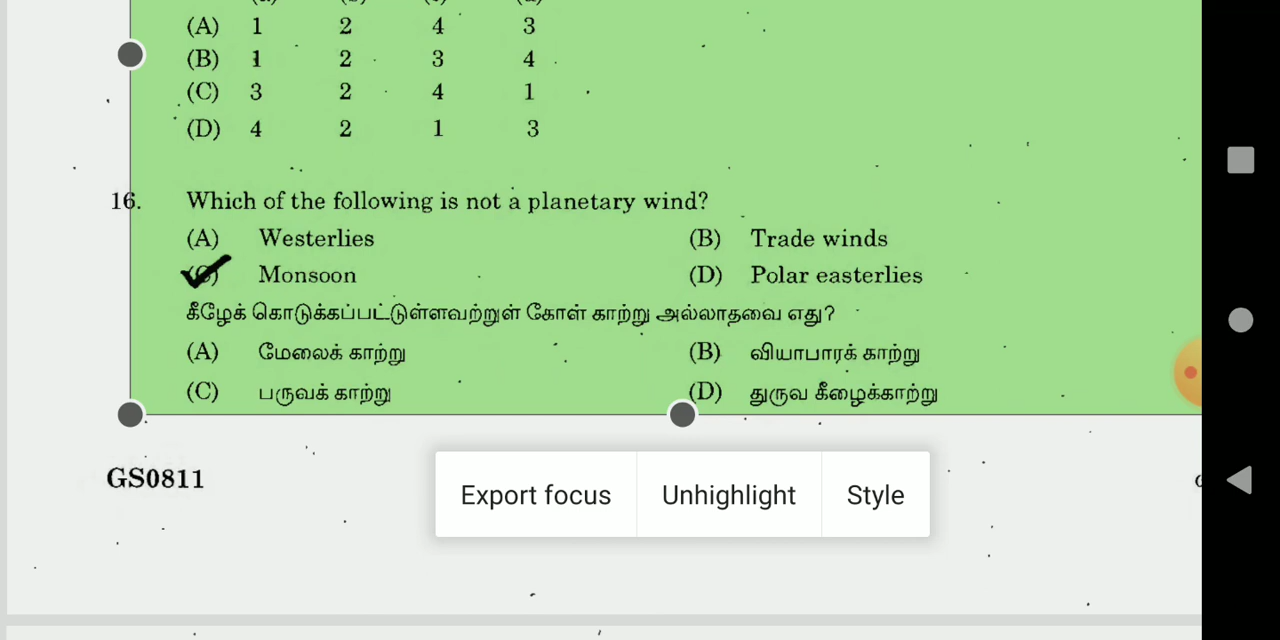 (A) 1 2 4 3
(B) 1 2 3 4
(C) 3 2 4 1
(D) 4 2 1 3
16. Which of the following is not a planetary wind?
(A) Westerlies (B) Trade winds
(C) Monsoon (D) Polar easterlies
கீழேக் கொடுக்கப்பட்டுள்ளவற்றுள் கோள் காற்று அல்லாதவை எது?
(A) மேலைக் காற்று (B) வியாபாரக் காற்று
(C) பருவக் காற்று (D) துருவ கீழைக்காற்று
GS0811
Export focus Unhighlight Style